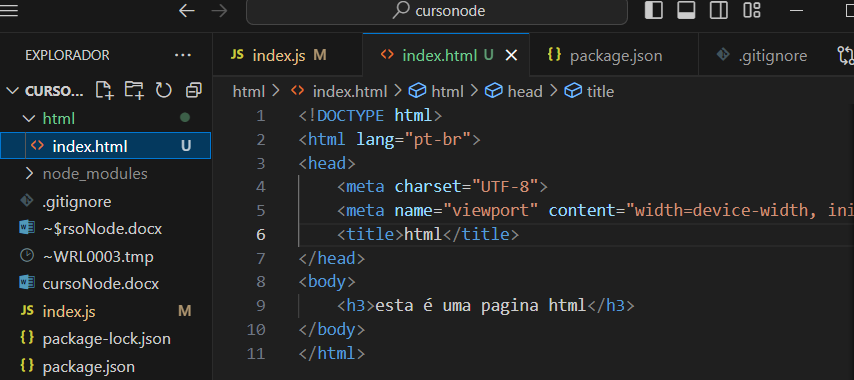 cursonode
EXPLORADOR ...
JS index.js M
<> index.html U
{} package.json
.gitignore
CURSO...
html > <> index.html > html > head > title
html
<> index.html U
node_modules
.gitignore
~$rsoNode.docx
~WRL0003.tmp
cursoNode.docx
JS index.js M
{} package-lock.json
{} package.json
1 <!DOCTYPE html>
2 <html lang="pt-br">
3 <head>
4 <meta charset="UTF-8">
5 <meta name="viewport" content="width=device-width, ini
6 <title>html</title>
7 </head>
8 <body>
9 <h3>esta é uma pagina html</h3>
10 </body>
11 </html>